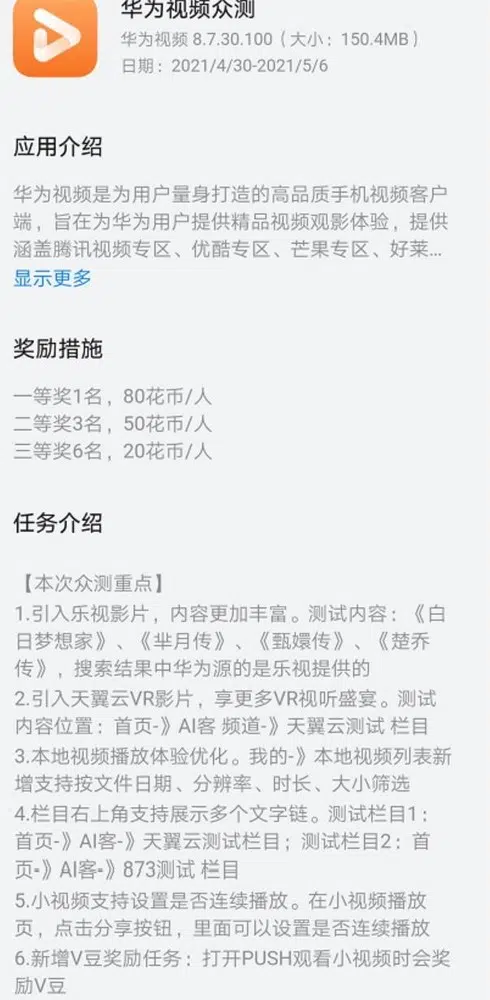 华为视频众测
华为视频 8.7.30.100（大小：150.4MB）
日期：2021/4/30-2021/5/6
应用介绍
华为视频是为用户量身打造的高品质手机视频客户
端，旨在为华为用户提供精品视频观影体验，提供
涵盖腾讯视频专区、优酷专区、芒果专区、好莱...
显示更多
奖励措施
一等奖1名，80花币/人
二等奖3名，50花币/人
三等奖6名，20花币/人
任务介绍
【本次众测重点】
1.引入乐视影片，内容更加丰富。测试内容：《白
日梦想家》、《芈月传》、《甄嬛传》、《楚乔
传》，搜索结果中华为源的是乐视提供的
2.引入天翼云VR影片，享更多VR视听盛宴。测试
内容位置：首页-》AI客 频道-》天翼云测试 栏目
3.本地视频播放体验优化。我的-》本地视频列表新
增支持按文件日期、分辨率、时长、大小筛选
4.栏目右上角支持展示多个文字链。测试栏目1：
首页-》AI客-》天翼云测试栏目；测试栏目2：首
页-》AI客-》873测试 栏目
5.小视频支持设置是否连续播放。在小视频播放
页，点击分享按钮，里面可以设置是否连续播放
6.新增V豆奖励任务：打开PUSH观看小视频时会奖
励V豆